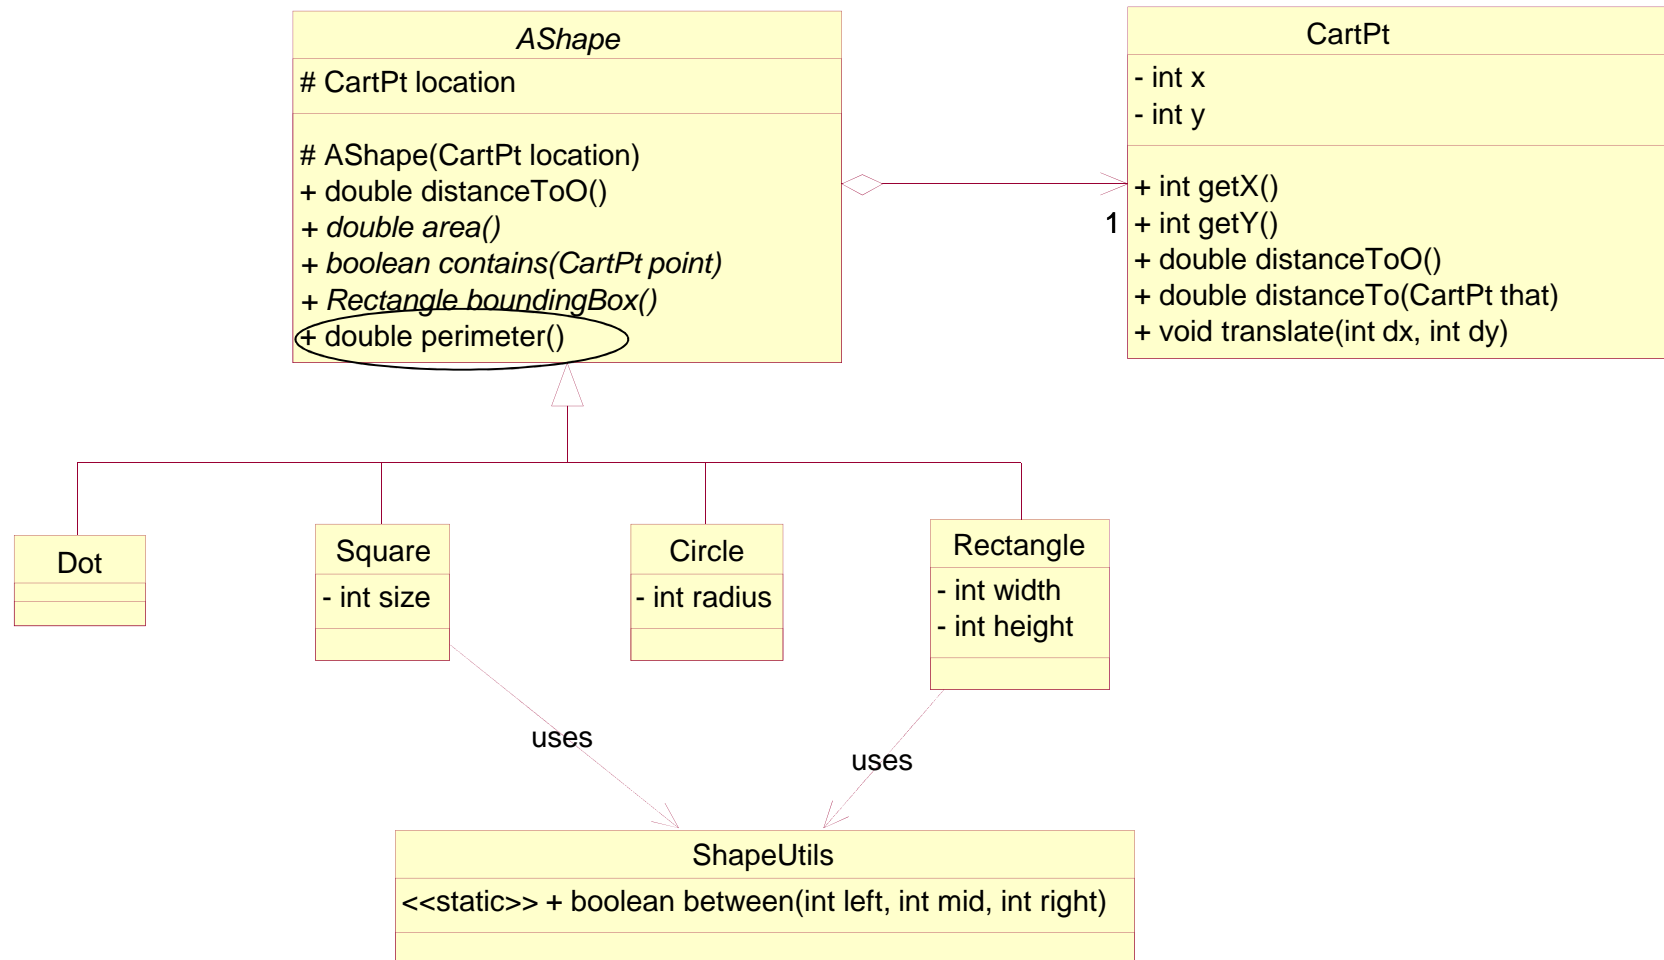 AShape
# CartPt location
# AShape(CartPt location)
+ double distanceToO()
+ double area()
+ boolean contains(CartPt point)
+ Rectangle boundingBox()
+ double perimeter()
CartPt
- int x
- int y
+ int getX()
+ int getY()
+ double distanceToO()
+ double distanceTo(CartPt that)
+ void translate(int dx, int dy)
1
Dot
Square
- int size
Circle
- int radius
Rectangle
- int width
- int height
uses
uses
ShapeUtils
<<static>> + boolean between(int left, int mid, int right)